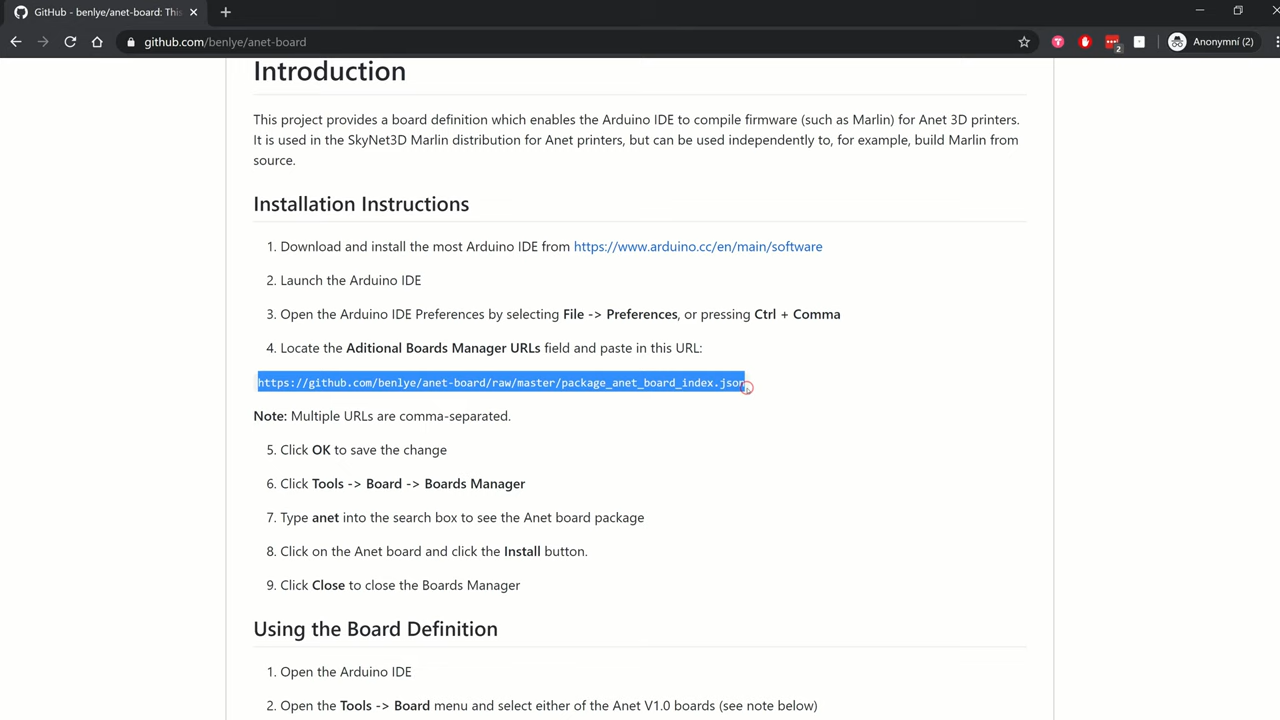 GitHub - benlye/anet-board: This
github.com/benlye/anet-board
2
Anonymní (2)
Introduction
This project provides a board definition which enables the Arduino IDE to compile firmware (such as Marlin) for Anet 3D printers.
It is used in the SkyNet3D Marlin distribution for Anet printers, but can be used independently to, for example, build Marlin from
source.
Installation Instructions
1. Download and install the most Arduino IDE from https://www.arduino.cc/en/main/software
2. Launch the Arduino IDE
3. Open the Arduino IDE Preferences by selecting File -> Preferences, or pressing Ctrl + Comma
4. Locate the Aditional Boards Manager URLs field and paste in this URL:
https://github.com/benlye/anet-board/raw/master/package_anet_board_index.json
Note: Multiple URLs are comma-separated.
5. Click OK to save the change
6. Click Tools -> Board -> Boards Manager
7. Type anet into the search box to see the Anet board package
8. Click on the Anet board and click the Install button.
9. Click Close to close the Boards Manager
Using the Board Definition
1. Open the Arduino IDE
2. Open the Tools -> Board menu and select either of the Anet V1.0 boards (see note below)